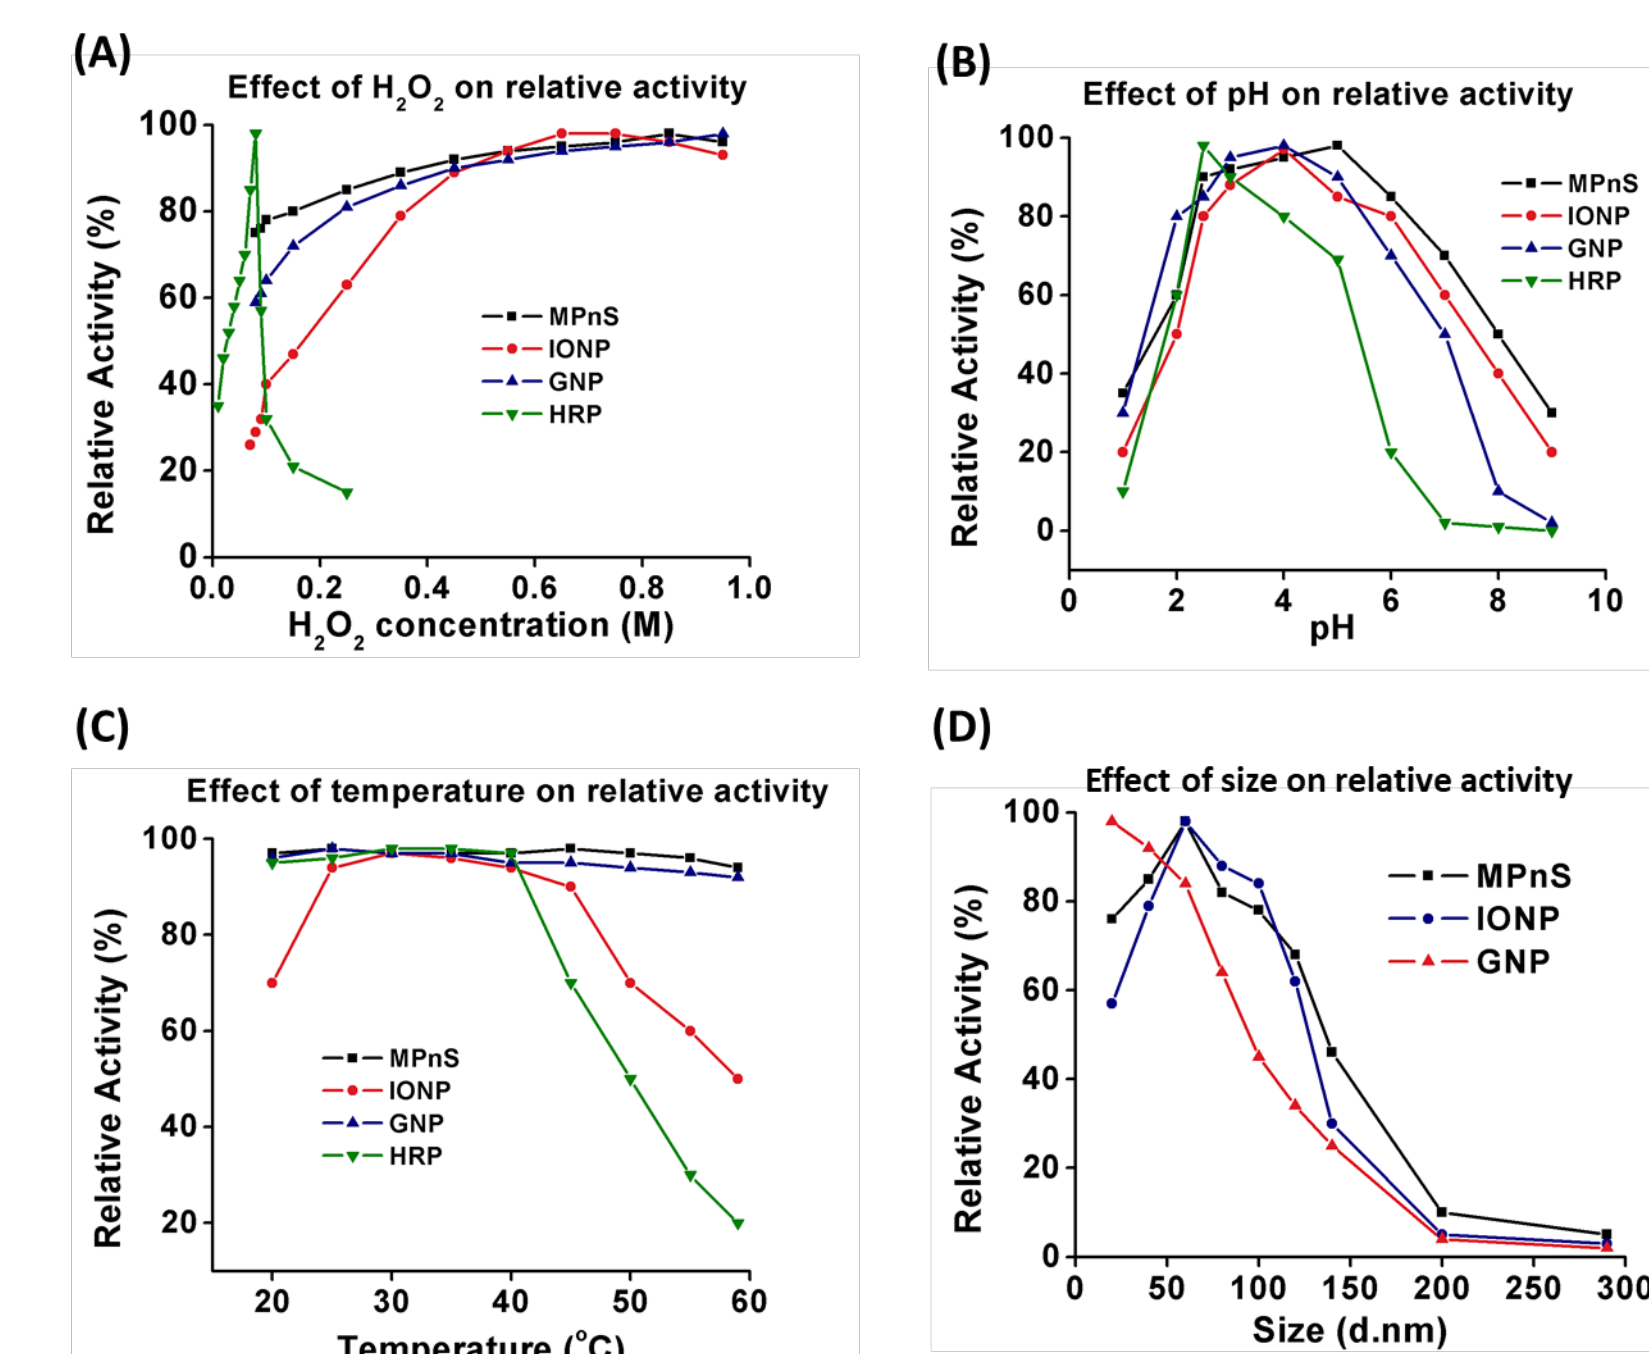 (A)
Effect of H₂O₂ on relative activity
100
80
60
40
20
0
Relative Activity (%)
MPnS
IONP
GNP
HRP
0.0 0.2 0.4 0.6 0.8 1.0
H₂O₂ concentration (M)
(B)
Effect of pH on relative activity
100
80
60
40
20
0
Relative Activity (%)
MPnS
IONP
GNP
HRP
0 2 4 6 8 10
pH
(C)
Effect of temperature on relative activity
100
80
60
40
20
Relative Activity (%)
MPnS
IONP
GNP
HRP
20 30 40 50 60
Temperature (°C)
(D)
Effect of size on relative activity
100
80
60
40
20
0
Relative Activity (%)
MPnS
IONP
GNP
0 50 100 150 200 250 300
Size (d.nm)